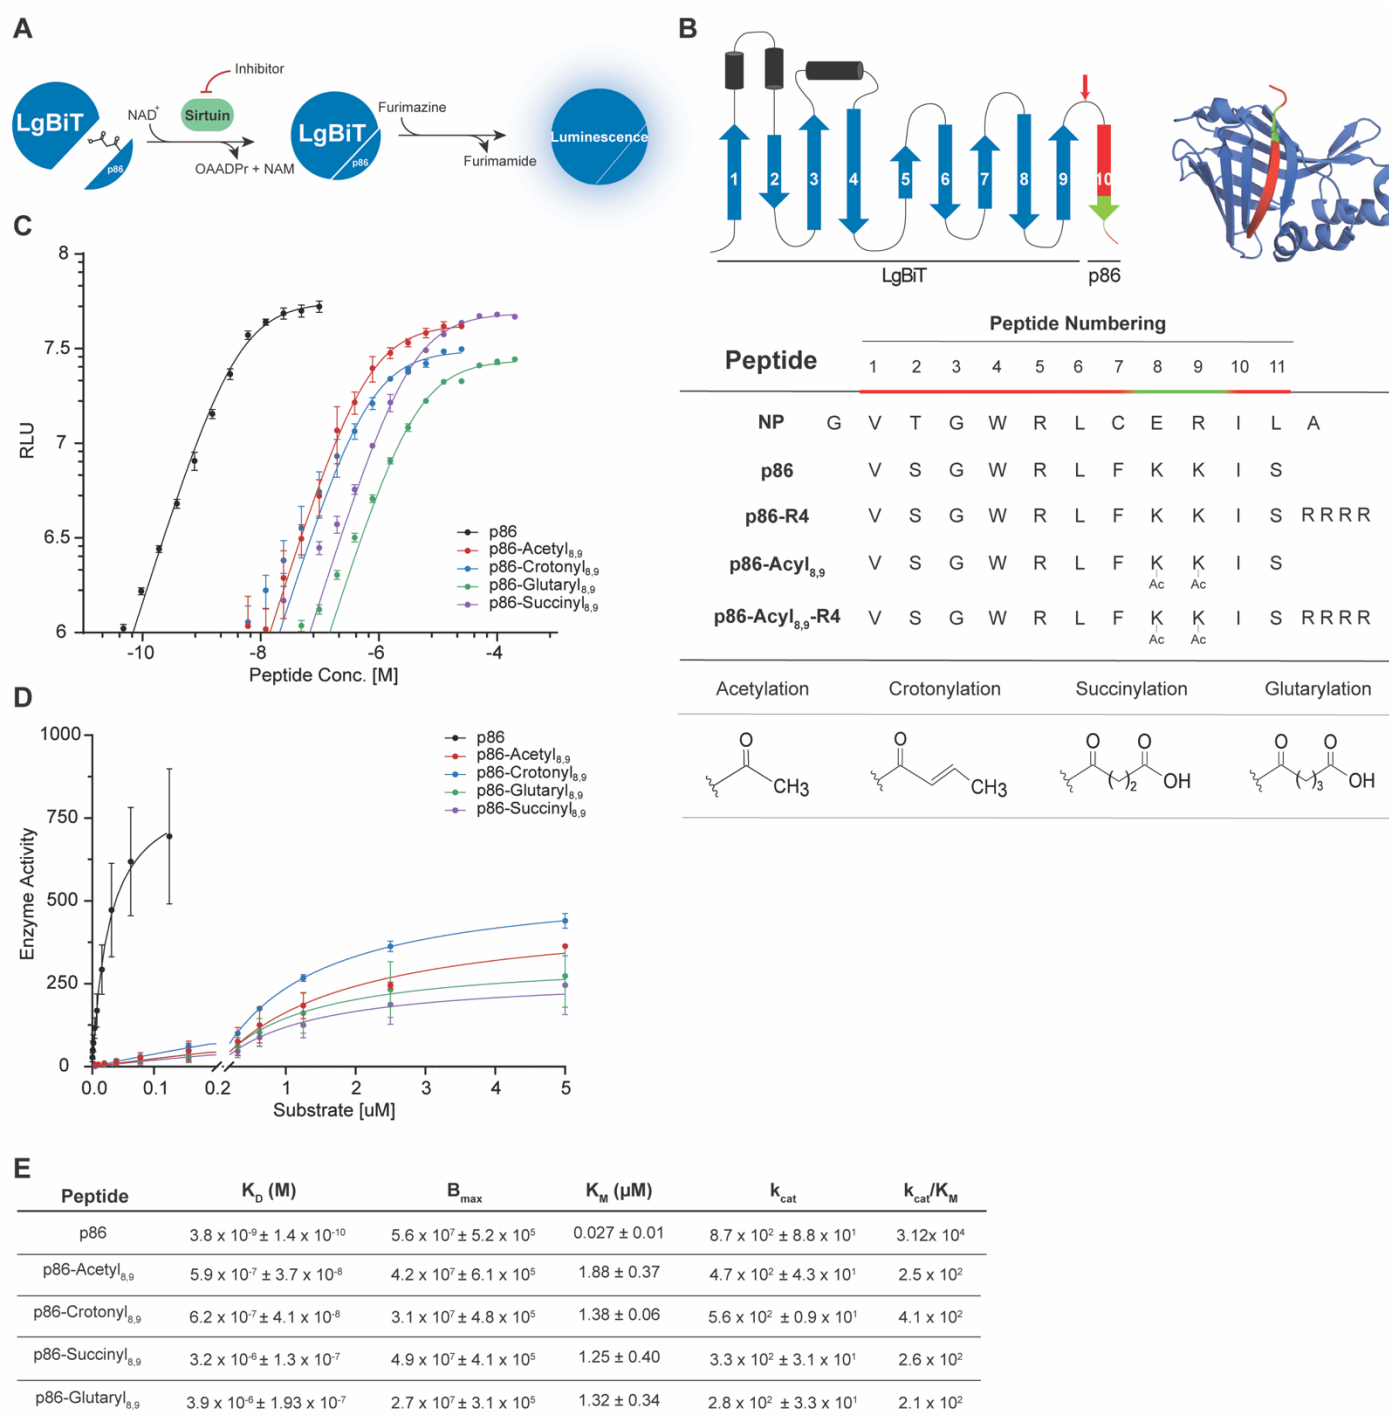 A
Inhibitor
LgBiT
NAD+
Sirtuin
p86
OAADPr + NAM
LgBiT
p86
Furimazine
Furimamide
Luminescence
B
1 2 3 4 5 6 7 8 9 10
LgBiT p86
Peptide Numbering
Peptide 1 2 3 4 5 6 7 8 9 10 11
NP G V T G W R L C E R I L A
p86 V S G W R L F K K I S
p86-R4 V S G W R L F K K I S R R R R
p86-Acyl8,9 V S G W R L F K K I S
Ac Ac
p86-Acyl8,9-R4 V S G W R L F K K I S R R R R
Ac Ac
Acetylation Crotonylation Succinylation Glutarylation
O CH3
O CH3
O O ( )2 OH
O O ( )3 OH
C
RLU
8
7.5
7
6.5
6
-10 -8 -6 -4
Peptide Conc. [M]
p86
p86-Acetyl8,9
p86-Crotonyl8,9
p86-Glutaryl8,9
p86-Succinyl8,9
D
Enzyme Activity
1000
750
500
250
0
0.0 0.1 0.2 1 2 3 4 5
Substrate [uM]
p86
p86-Acetyl8,9
p86-Crotonyl8,9
p86-Glutaryl8,9
p86-Succinyl8,9
E
Peptide KD (M) Bmax KM (µM) kcat kcat/KM
p86 3.8 x 10-9 ± 1.4 x 10-10 5.6 x 107 ± 5.2 x 105 0.027 ± 0.01 8.7 x 102 ± 8.8 x 101 3.12x 104
p86-Acetyl8,9 5.9 x 10-7 ± 3.7 x 10-8 4.2 x 107 ± 6.1 x 105 1.88 ± 0.37 4.7 x 102 ± 4.3 x 101 2.5 x 102
p86-Crotonyl8,9 6.2 x 10-7 ± 4.1 x 10-8 3.1 x 107 ± 4.8 x 105 1.38 ± 0.06 5.6 x 102 ± 0.9 x 101 4.1 x 102
p86-Succinyl8,9 3.2 x 10-6 ± 1.3 x 10-7 4.9 x 107 ± 4.1 x 105 1.25 ± 0.40 3.3 x 102 ± 3.1 x 101 2.6 x 102
p86-Glutaryl8,9 3.9 x 10-6 ± 1.93 x 10-7 2.7 x 107 ± 3.1 x 105 1.32 ± 0.34 2.8 x 102 ± 3.3 x 101 2.1 x 102